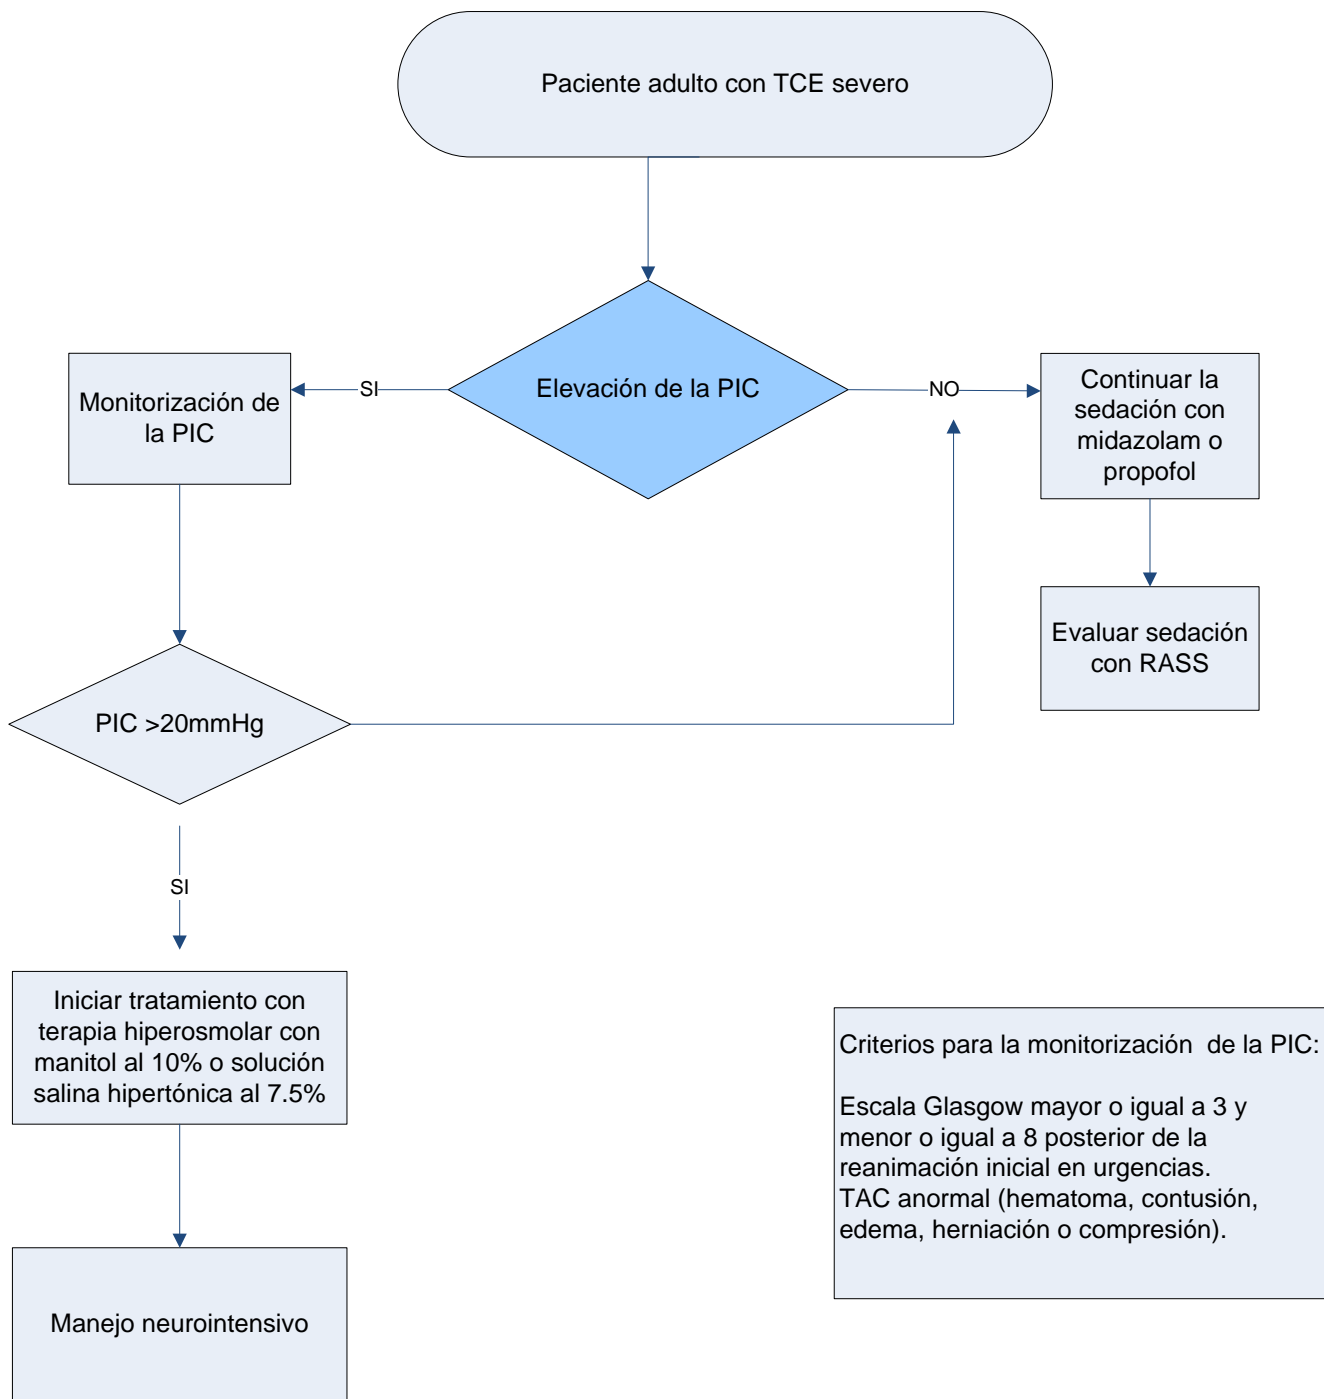 Paciente adulto con TCE severo
Elevación de la PIC
SI
NO
Monitorización de
la PIC
Continuar la
sedación con
midazolam o
propofol
Evaluar sedación
con RASS
PIC >20mmHg
SI
Iniciar tratamiento con
terapia hiperosmolar con
manitol al 10% o solución
salina hipertónica al 7.5%
Manejo neurointensivo
Criterios para la monitorización  de la PIC:
Escala Glasgow mayor o igual a 3 y
menor o igual a 8 posterior de la
reanimación inicial en urgencias.
TAC anormal (hematoma, contusión,
edema, herniación o compresión).